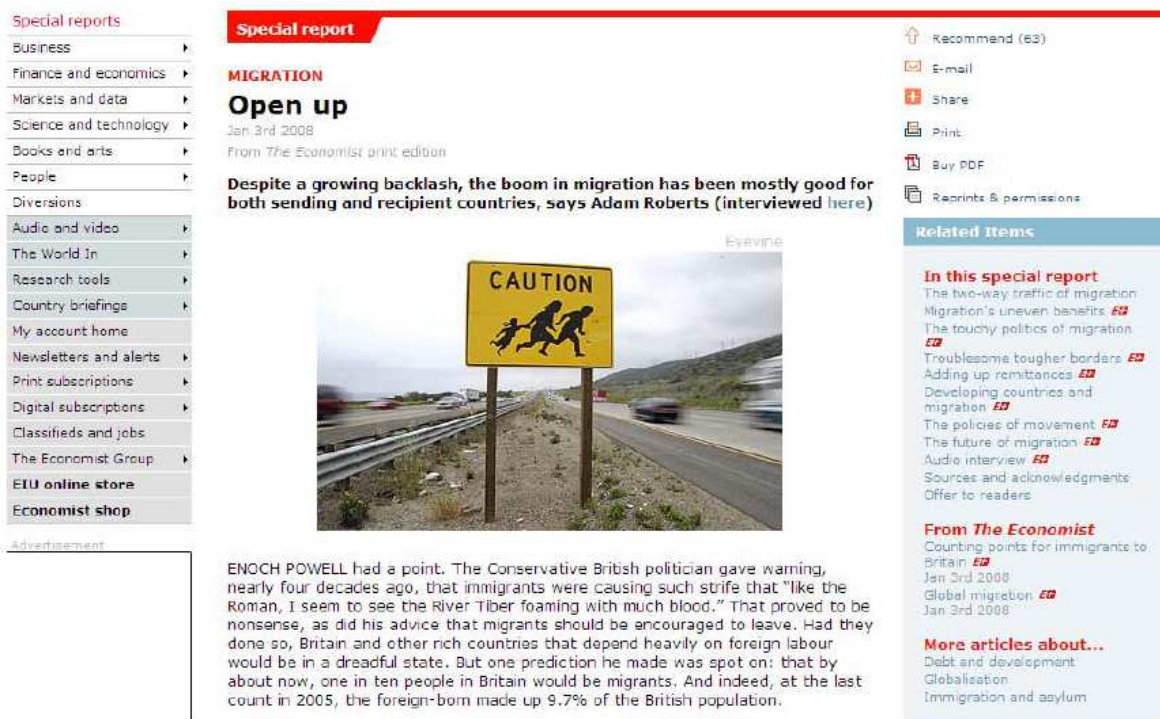 Special reports
Business
Finance and economics
Markets and data
Science and technology
Books and arts
People
Diversions
Audio and video
The World In
Research tools
Country briefings
My account home
Newsletters and alerts
Print subscriptions
Digital subscriptions
Classifieds and jobs
The Economist Group
EIU online store
Economist shop
Advertisement
Special report
MIGRATION
Open up
Jan 3rd 2008
From The Economist print edition
Despite a growing backlash, the boom in migration has been mostly good for
both sending and recipient countries, says Adam Roberts (interviewed here)
Eyevine
CAUTION
ENOCH POWELL had a point. The Conservative British politician gave warning,
nearly four decades ago, that immigrants were causing such strife that “like the
Roman, I seem to see the River Tiber foaming with much blood.” That proved to be
nonsense, as did his advice that migrants should be encouraged to leave. Had they
done so, Britain and other rich countries that depend heavily on foreign labour
would be in a dreadful state. But one prediction he made was spot on: that by
about now, one in ten people in Britain would be migrants. And indeed, at the last
count in 2005, the foreign-born made up 9.7% of the British population.
Recommend (63)
E-mail
Share
Print
Buy PDF
Reprints & permissions
Related Items
In this special report
The two-way traffic of migration
Migration's uneven benefits E+
The touchy politics of migration
E+
Troublesome tougher borders E+
Adding up remittances E+
Developing countries and
migration E+
The policies of movement E+
The future of migration E+
Audio interview E+
Sources and acknowledgments
Offer to readers
From The Economist
Counting points for immigrants to
Britain E+
Jan 3rd 2008
Global migration E+
Jan 3rd 2008
More articles about...
Debt and development
Globalisation
Immigration and asylum